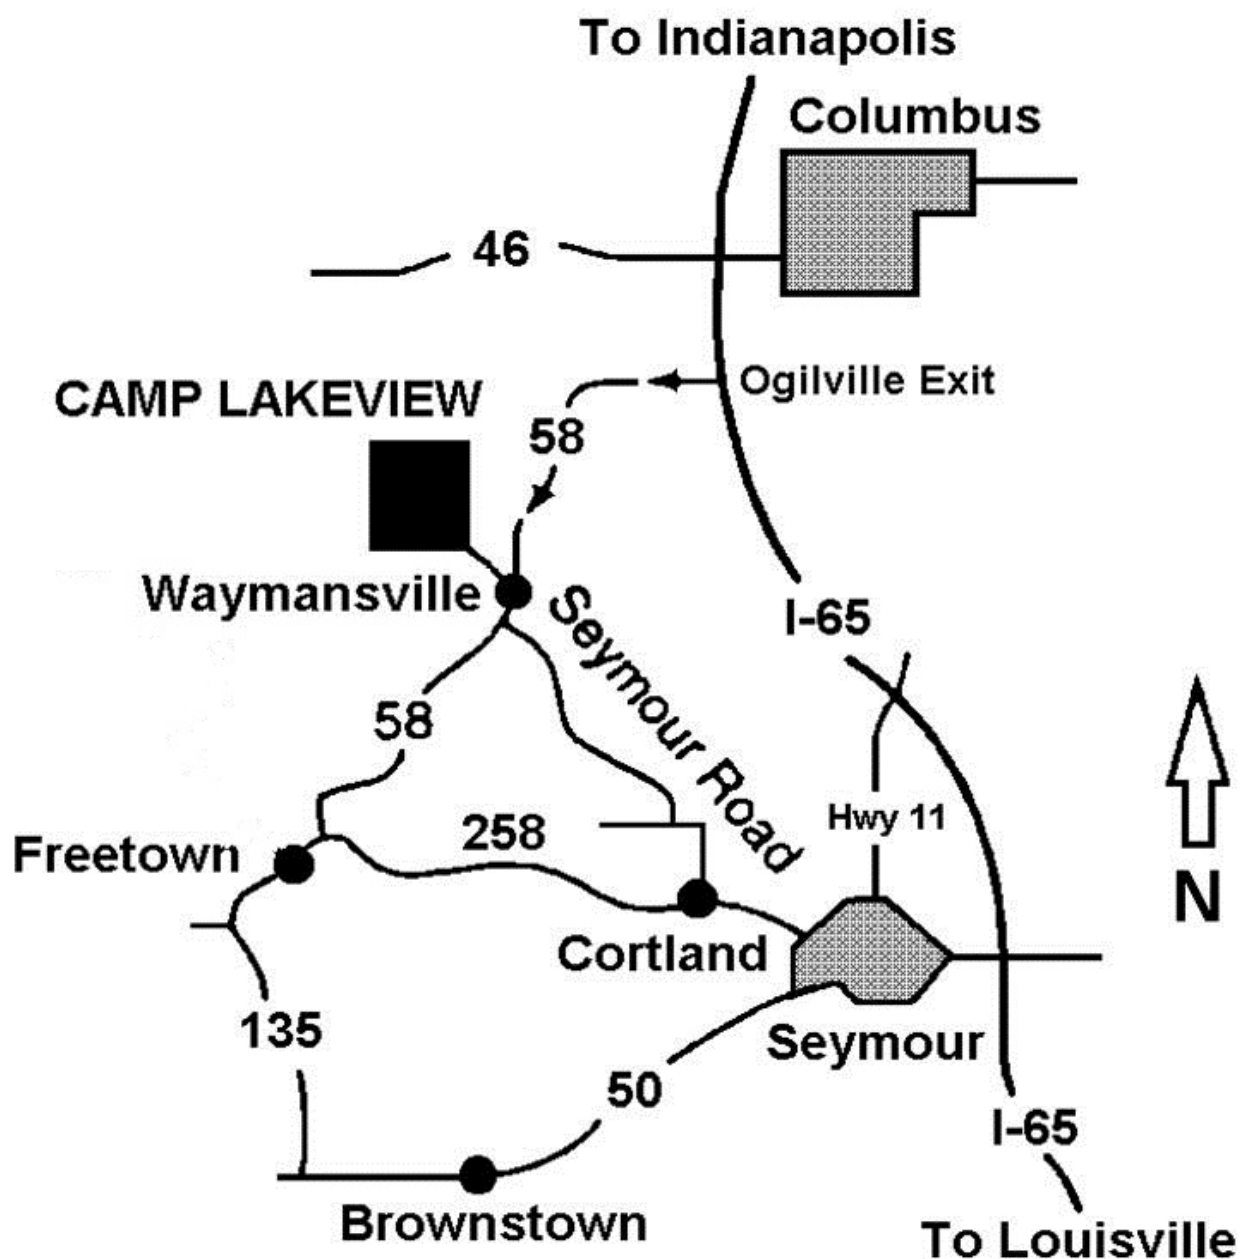 To Indianapolis
Columbus
46
Ogilville Exit
CAMP LAKEVIEW
58
Waymansville
Seymour Road
I-65
58
Hwy 11
258
Freetown
N
Cortland
135
Seymour
50
I-65
Brownstown
To Louisville